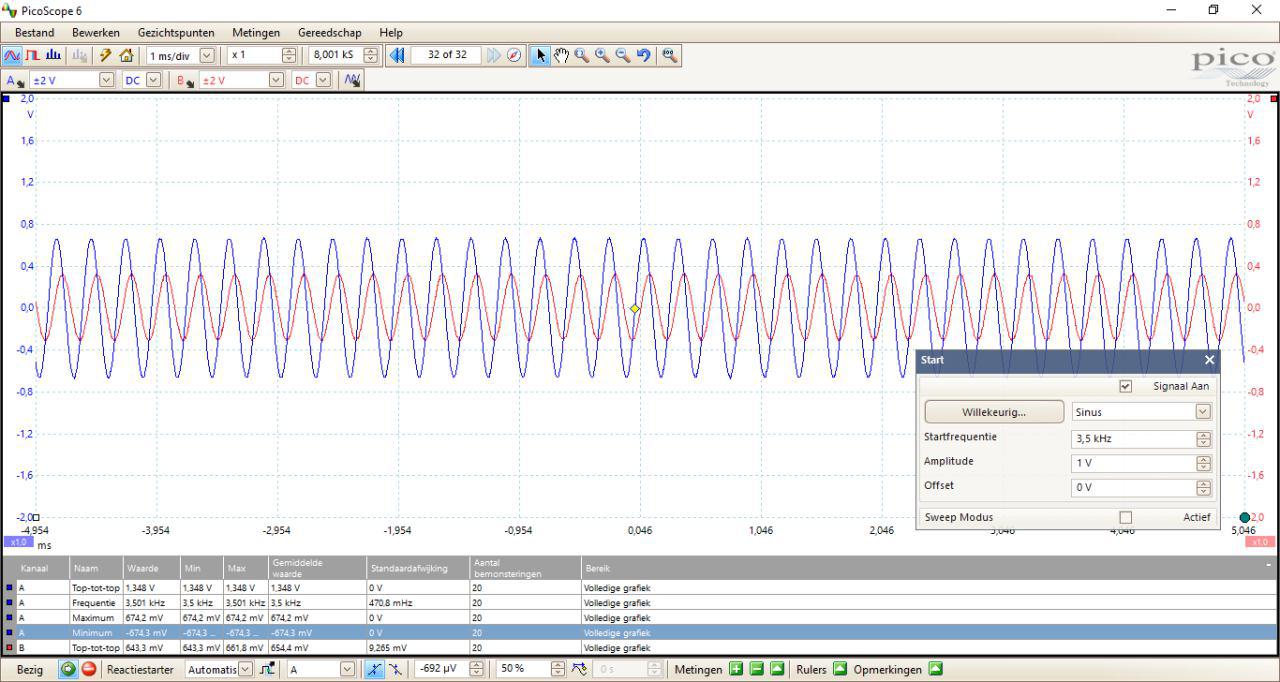 PicoScope 6
Bestand Bewerken Gezichtspunten Metingen Gereedschap Help
1 ms/div x 1 8,001 kS 32 of 32
pico
Technology
A ±2 V DC B ±2 V DC
2,0 2,0
V V
1,6 1,6
1,2 1,2
0,8 0,8
0,4 0,4
0,0 0,0
-0,4 -0,4
-0,8 -0,8
-1,2 -1,2
-1,6 -1,6
-2,0 -2,0
-4,954 -3,954 -2,954 -1,954 -0,954 0,046 1,046 2,046 3,046 4,046 5,046
x1.0 ms x1.0
Start
Signaal Aan
Willekeurig... Sinus
Startfrequentie 3,5 kHz
Amplitude 1 V
Offset 0 V
Sweep Modus Actief
Kanaal Naam Waarde Min Max Gemiddelde waarde Standaardafwijking Aantal bemonsteringen Bereik
A Top-tot-top 1,348 V 1,348 V 1,348 V 1,348 V 0 V 20 Volledige grafiek
A Frequentie 3,501 kHz 3,5 kHz 3,501 kHz 3,5 kHz 470,8 mHz 20 Volledige grafiek
A Maximum 674,2 mV 674,2 mV 674,2 mV 674,2 mV 0 V 20 Volledige grafiek
A Minimum -674,3 mV -674,3 ... -674,3 ... -674,3 mV 0 V 20 Volledige grafiek
B Top-tot-top 643,3 mV 643,3 mV 661,8 mV 654,4 mV 9,265 mV 20 Volledige grafiek
Bezig Reactiestarter Automatis A -692 µV 50 % 0 s Metingen Rulers Opmerkingen